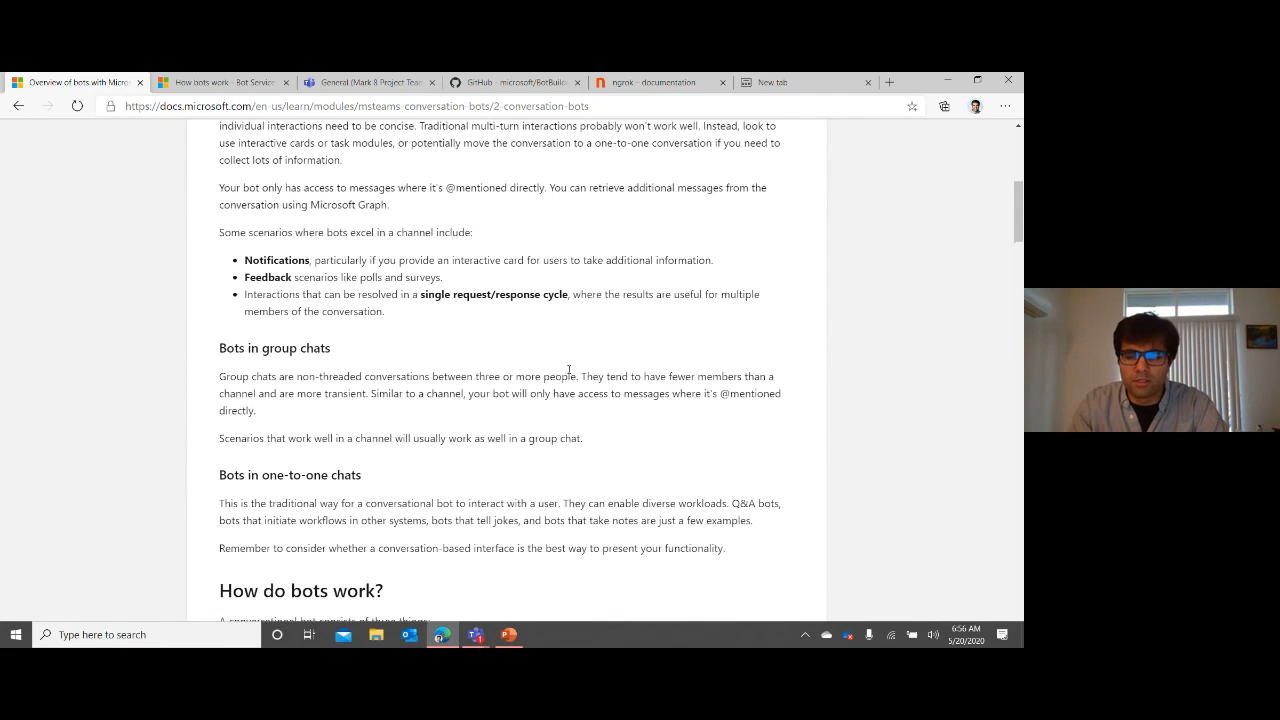 Overview of bots with Micros
How bots work - Bot Service
General (Mark 8 Project Team
GitHub - microsoft/BotBuild
ngrok - documentation
New tab
https://docs.microsoft.com/en-us/learn/modules/msteams-conversation-bots/2-conversation-bots
individual interactions need to be concise. Traditional multi-turn interactions probably won't work well. Instead, look to
use interactive cards or task modules, or potentially move the conversation to a one-to-one conversation if you need to
collect lots of information.
Your bot only has access to messages where it's @mentioned directly. You can retrieve additional messages from the
conversation using Microsoft Graph.
Some scenarios where bots excel in a channel include:
• Notifications, particularly if you provide an interactive card for users to take additional information.
• Feedback scenarios like polls and surveys.
• Interactions that can be resolved in a single request/response cycle, where the results are useful for multiple
members of the conversation.
Bots in group chats
Group chats are non-threaded conversations between three or more people. They tend to have fewer members than a
channel and are more transient. Similar to a channel, your bot will only have access to messages where it's @mentioned
directly.
Scenarios that work well in a channel will usually work as well in a group chat.
Bots in one-to-one chats
This is the traditional way for a conversational bot to interact with a user. They can enable diverse workloads. Q&A bots,
bots that initiate workflows in other systems, bots that tell jokes, and bots that take notes are just a few examples.
Remember to consider whether a conversation-based interface is the best way to present your functionality.
How do bots work?
A conversational bot consists of three things:
Type here to search
6:56 AM
5/20/2020